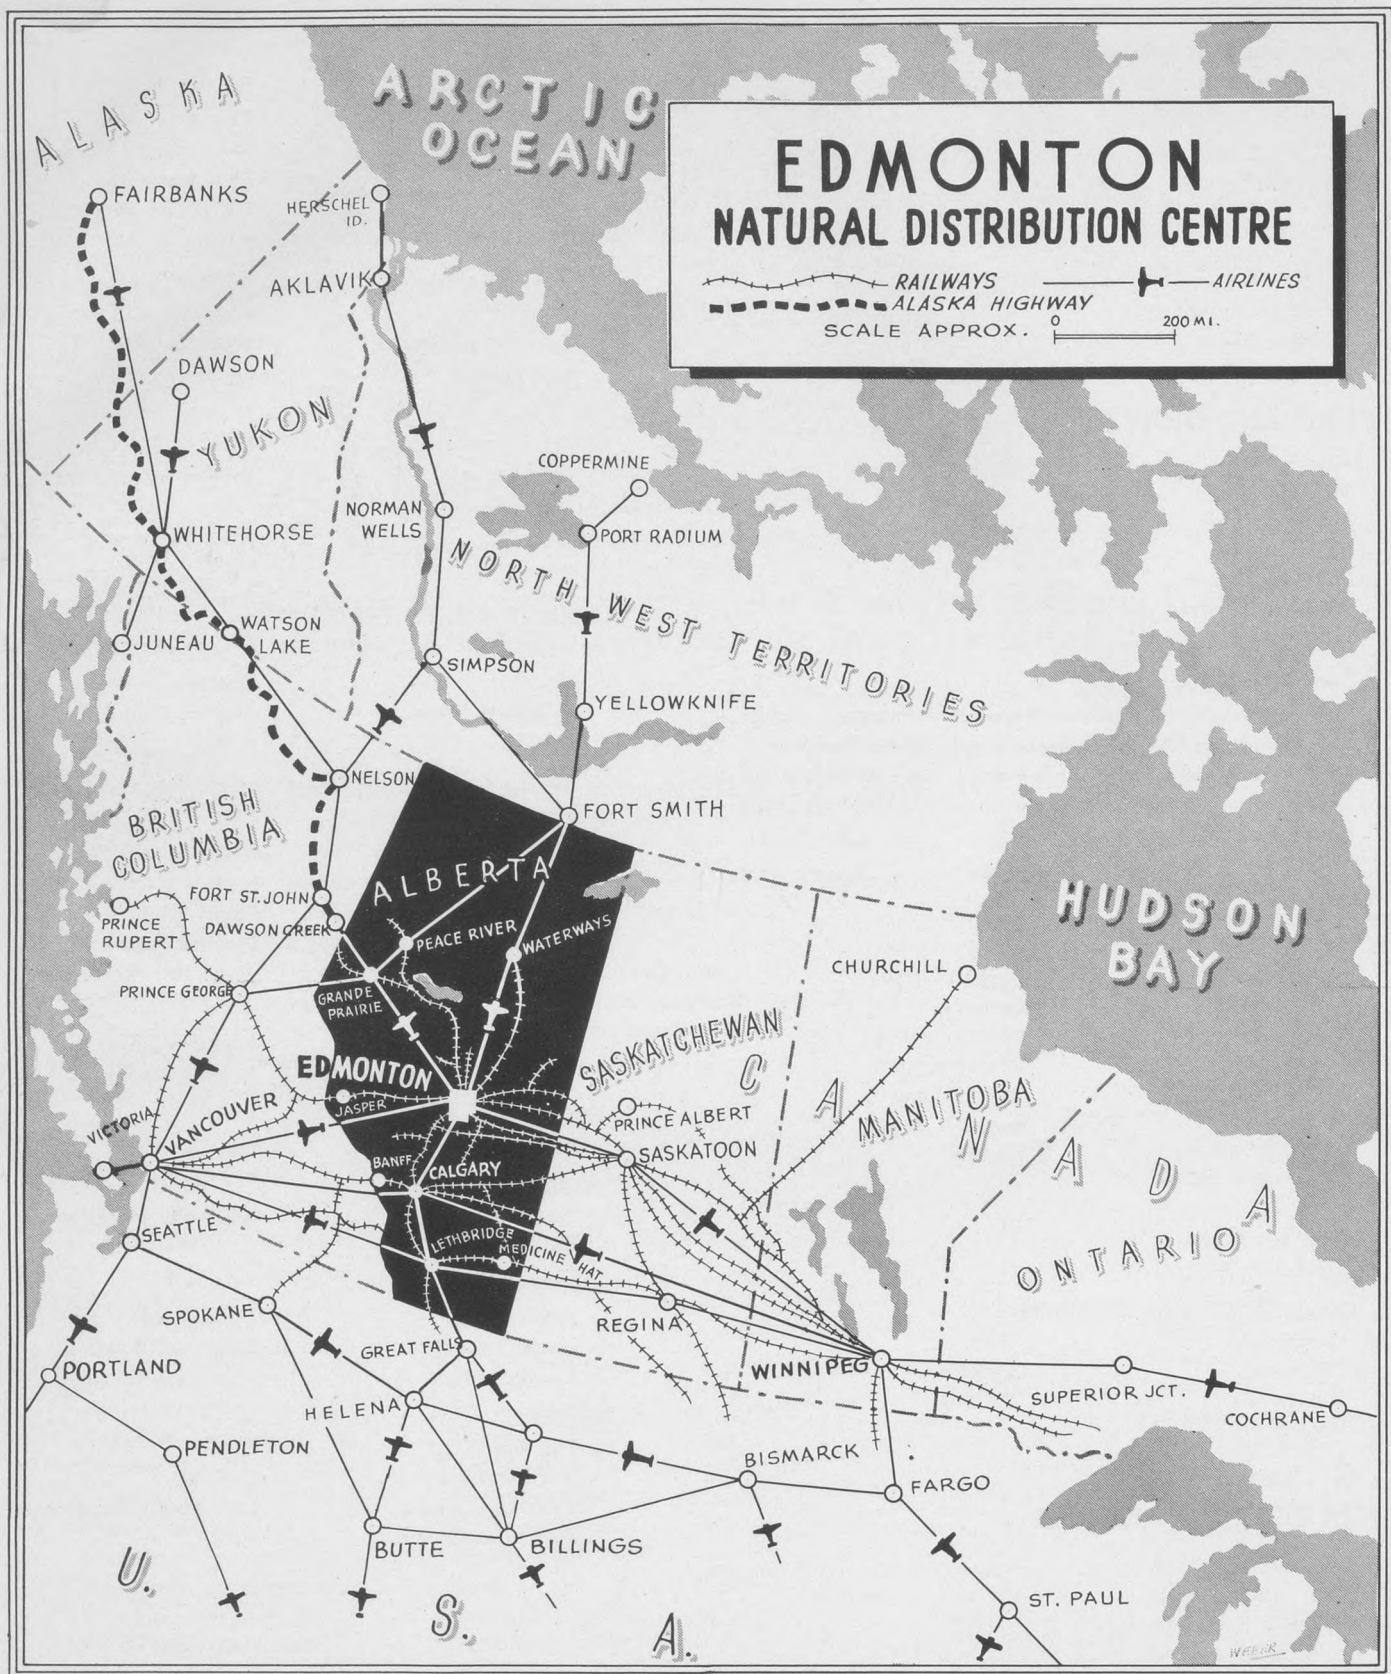 ALASKA
ARCTIC
OCEAN
EDMONTON
NATURAL DISTRIBUTION CENTRE
RAILWAYS
AIRLINES
ALASKA HIGHWAY
SCALE APPROX.
0
200 MI.
FAIRBANKS
HERSCHEL
ID.
AKLAVIK
DAWSON
YUKON
COPPERMINE
NORMAN
WELLS
PORT RADIUM
WHITEHORSE
NORTH WEST TERRITORIES
WATSON
LAKE
JUNEAU
SIMPSON
YELLOWKNIFE
NELSON
FORT SMITH
BRITISH
COLUMBIA
ALBERTA
HUDSON
BAY
FORT ST. JOHN
PRINCE
RUPERT
DAWSON CREEK
PEACE RIVER
WATERWAYS
CHURCHILL
PRINCE GEORGE
GRANDE
PRAIRIE
SASKATCHEWAN
CANADA
EDMONTON
JASPER
MANITOBA
PRINCE ALBERT
VICTORIA
VANCOUVER
SASKATOON
BANFF
CALGARY
ONTARIO
SEATTLE
LETHBRIDGE
MEDICINE HAT
SPOKANE
REGINA
GREAT FALLS
WINNIPEG
PORTLAND
SUPERIOR JCT.
COCHRANE
HELENA
PENDLETON
BISMARCK
FARGO
BUTTE
BILLINGS
U. S. A.
ST. PAUL
WEBER